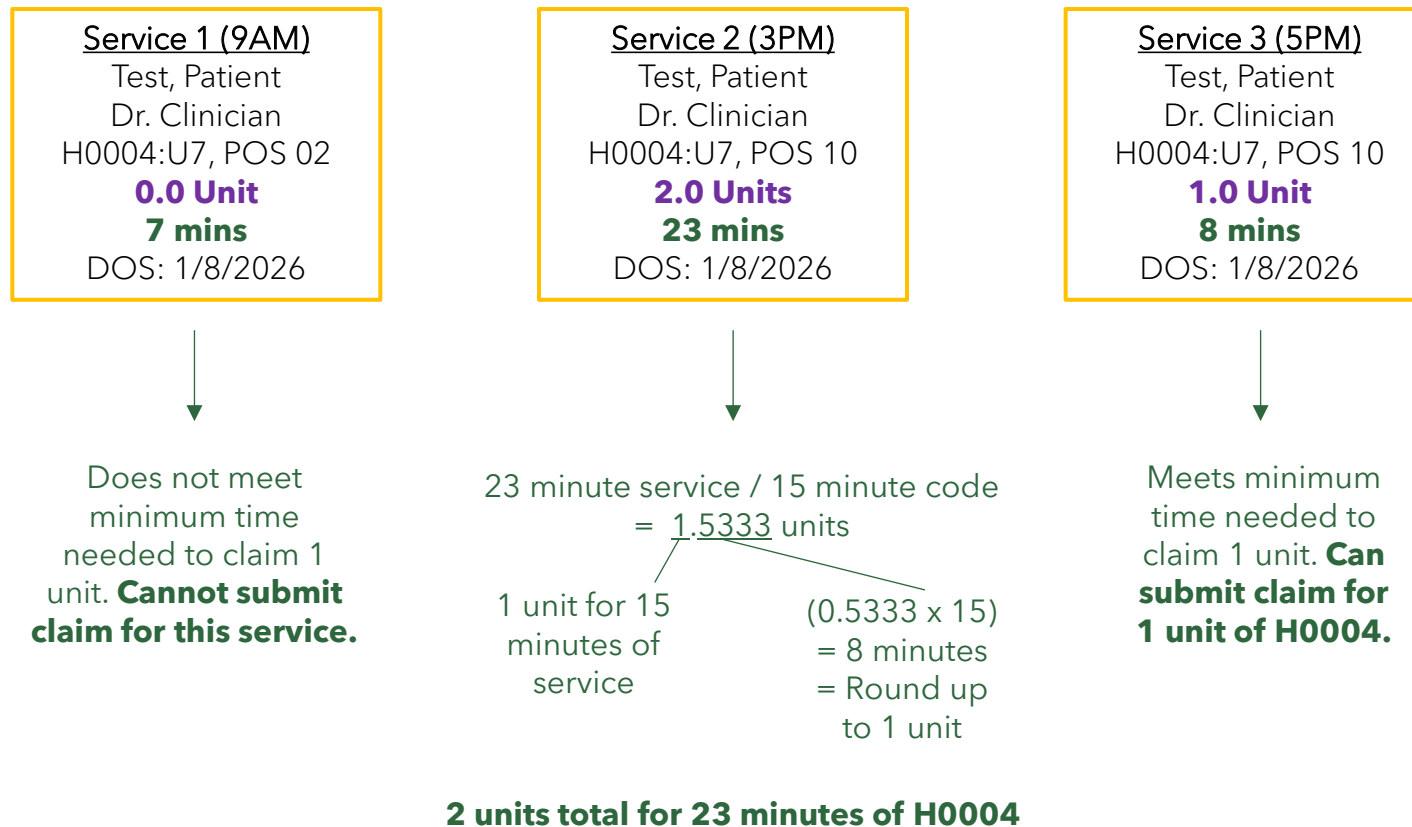 Service 1 (9AM)
Test, Patient
Dr. Clinician
H0004:U7, POS 02
0.0 Unit
7 mins
DOS: 1/8/2026
Service 2 (3PM)
Test, Patient
Dr. Clinician
H0004:U7, POS 10
2.0 Units
23 mins
DOS: 1/8/2026
Service 3 (5PM)
Test, Patient
Dr. Clinician
H0004:U7, POS 10
1.0 Unit
8 mins
DOS: 1/8/2026
Does not meet
minimum time
needed to claim 1
unit. Cannot submit
claim for this service.
23 minute service / 15 minute code
= 1.5333 units
1 unit for 15
minutes of
service
(0.5333 x 15)
= 8 minutes
= Round up
to 1 unit
Meets minimum
time needed to
claim 1 unit. Can
submit claim for
1 unit of H0004.
2 units total for 23 minutes of H0004